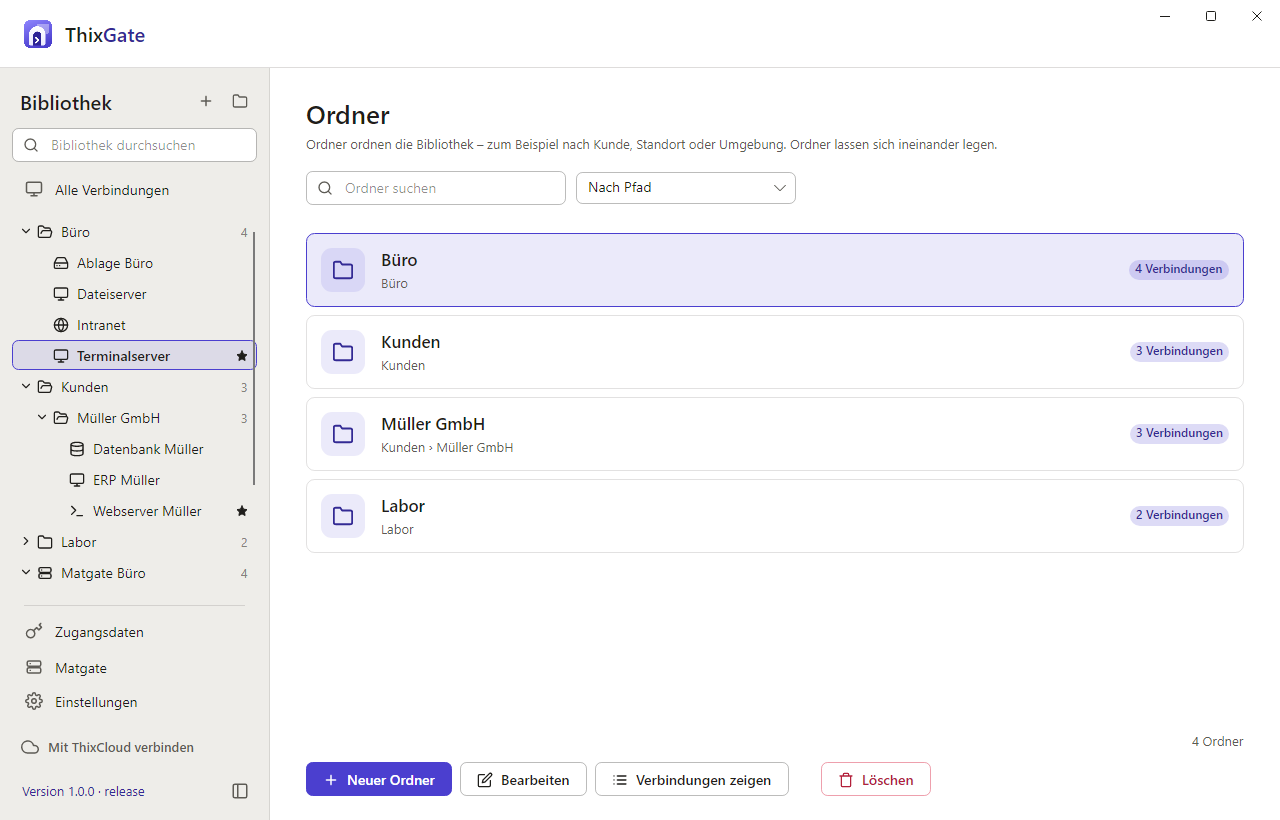 ThixGate
Bibliothek
Bibliothek durchsuchen
Alle Verbindungen
Büro 4
Ablage Büro
Dateiserver
Intranet
Terminalserver
Kunden 3
Müller GmbH 3
Datenbank Müller
ERP Müller
Webserver Müller
Labor 2
Matgate Büro 4
Zugangsdaten
Matgate
Einstellungen
Mit ThixCloud verbinden
Version 1.0.0 · release
Ordner
Ordner ordnen die Bibliothek – zum Beispiel nach Kunde, Standort oder Umgebung. Ordner lassen sich ineinander legen.
Ordner suchen
Nach Pfad
Büro
Büro
4 Verbindungen
Kunden
Kunden
3 Verbindungen
Müller GmbH
Kunden › Müller GmbH
3 Verbindungen
Labor
Labor
2 Verbindungen
4 Ordner
Neuer Ordner
Bearbeiten
Verbindungen zeigen
Löschen